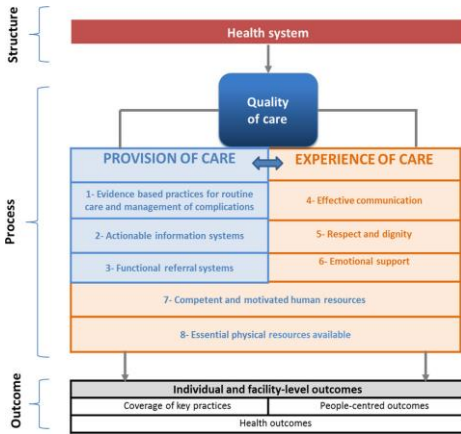 Structure
Health system
Process
Quality
of care
PROVISION OF CARE
EXPERIENCE OF CARE
1- Evidence based practices for routine
care and management of complications
4- Effective communication
2- Actionable information systems
5- Respect and dignity
3- Functional referral systems
6- Emotional support
7- Competent and motivated human resources
8- Essential physical resources available
Outcome
Individual and facility-level outcomes
Coverage of key practices
People-centred outcomes
Health outcomes